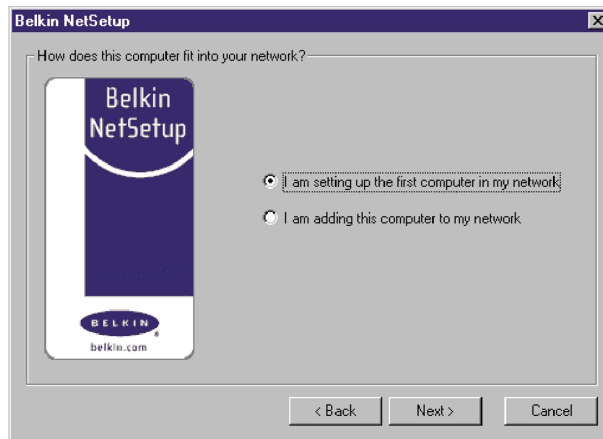 Belkin NetSetup
How does this computer fit into your network?
Belkin
NetSetup
I am setting up the first computer in my network
I am adding this computer to my network
BELKIN
®
belkin.com
< Back
Next >
Cancel